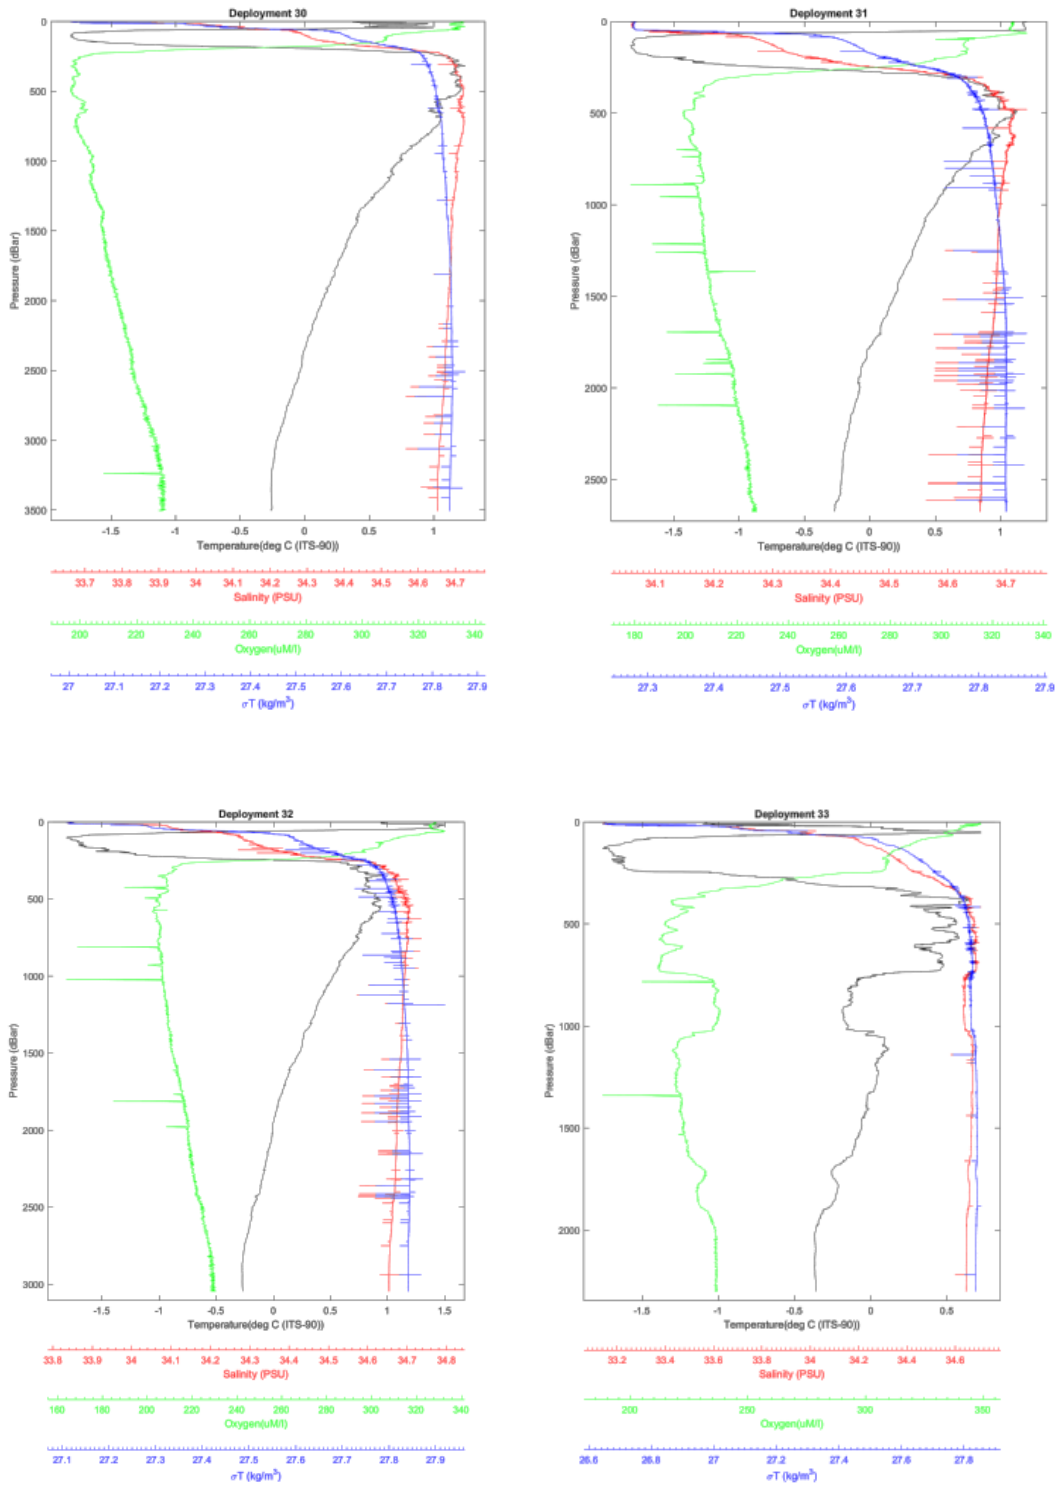 Deployment 30
0
500
1000
1500
2000
2500
3000
3500
Pressure (dBar)
-1.5 -1 -0.5 0 0.5 1
Temperature(deg C (ITS-90))
33.7 33.8 33.9 34 34.1 34.2 34.3 34.4 34.5 34.6 34.7
Salinity (PSU)
200 220 240 260 280 300 320 340
Oxygen(uM/l)
27 27.1 27.2 27.3 27.4 27.5 27.6 27.7 27.8 27.9
σT (kg/m³)
Deployment 31
0
500
1000
1500
2000
2500
Pressure (dBar)
-1.5 -1 -0.5 0 0.5 1
Temperature(deg C (ITS-90))
34.1 34.2 34.3 34.4 34.5 34.6 34.7
Salinity (PSU)
180 200 220 240 260 280 300 320 340
Oxygen(uM/l)
27.3 27.4 27.5 27.6 27.7 27.8 27.9
σT (kg/m³)
Deployment 32
0
500
1000
1500
2000
2500
3000
Pressure (dBar)
-1.5 -1 -0.5 0 0.5 1 1.5
Temperature(deg C (ITS-90))
33.8 33.9 34 34.1 34.2 34.3 34.4 34.5 34.6 34.7 34.8
Salinity (PSU)
160 180 200 220 240 260 280 300 320 340
Oxygen(uM/l)
27.1 27.2 27.3 27.4 27.5 27.6 27.7 27.8 27.9
σT (kg/m³)
Deployment 33
0
500
1000
1500
2000
Pressure (dBar)
-1.5 -1 -0.5 0 0.5
Temperature(deg C (ITS-90))
33.2 33.4 33.6 33.8 34 34.2 34.4 34.6
Salinity (PSU)
200 250 300 350
Oxygen(uM/l)
26.6 26.8 27 27.2 27.4 27.6 27.8
σT (kg/m³)